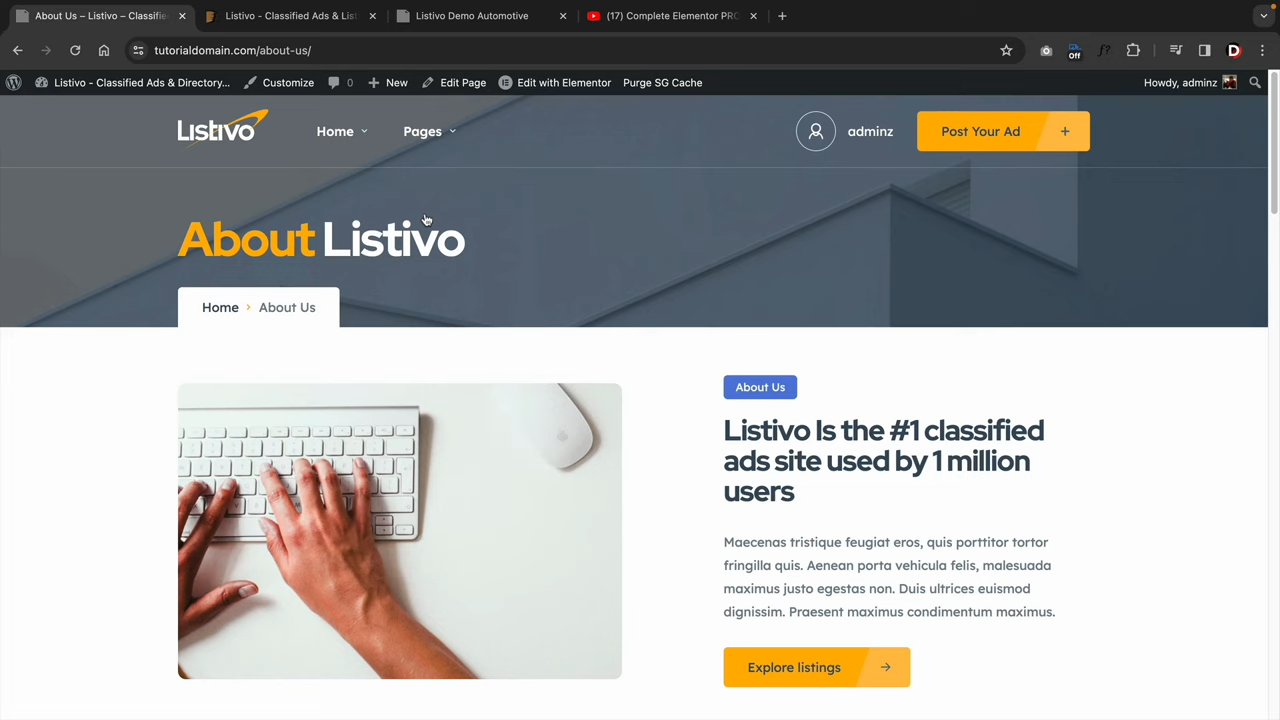 About Us – Listivo – Classifie
Listivo - Classified Ads & List
Listivo Demo Automotive
(17) Complete Elementor PRO
tutorialdomain.com/about-us/
Off
f?
D
Listivo - Classified Ads & Directory...
Customize
0
New
Edit Page
Edit with Elementor
Purge SG Cache
Howdy, adminz
Listivo
Home
Pages
adminz
Post Your Ad
About Listivo
Home
About Us
About Us
Listivo Is the #1 classified
ads site used by 1 million
users
Maecenas tristique feugiat eros, quis porttitor tortor
fringilla quis. Aenean porta vehicula felis, malesuada
maximus justo egestas non. Duis ultrices euismod
dignissim. Praesent maximus condimentum maximus.
Explore listings